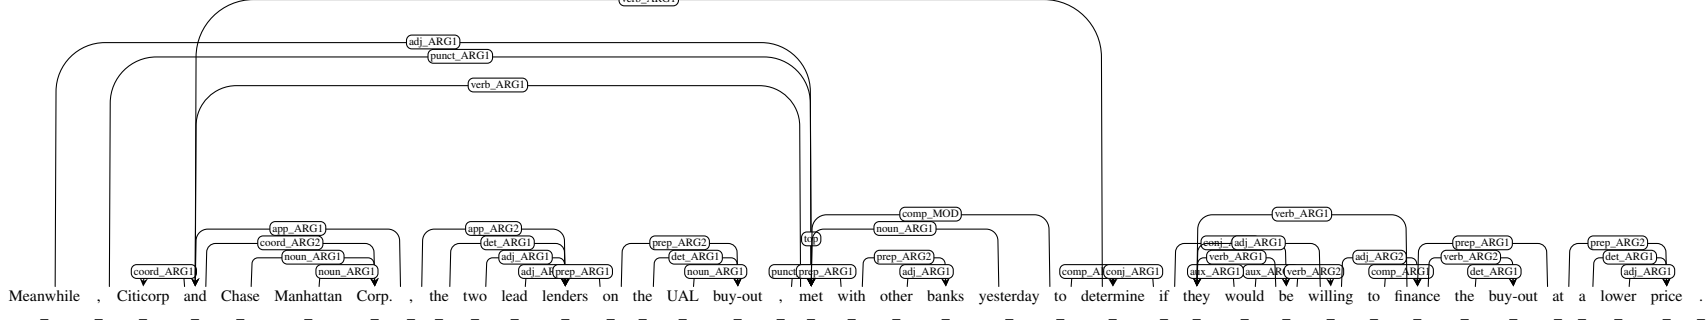 verb_ARG1
adj_ARG1
punct_ARG1
verb_ARG1
comp_MOD verb_ARG1
app_ARG1 app_ARG2 noun_ARG1
top
coord_ARG2 det_ARG1 prep_ARG2 adj_ARG1 prep_ARG1 prep_ARG2
noun_ARG1 adj_ARG1 det_ARG1 prep_ARG2 verb_ARG1 adj_ARG2 verb_ARG2 det_ARG1
coord_ARG1 noun_ARG1 prep_ARG1 noun_ARG1 prep_ARG1 adj_ARG1 conj_ARG1 aux_ARG1 verb_ARG2 comp_ARG1 det_ARG1 adj_ARG1
Meanwhile , Citicorp and Chase Manhattan Corp. , the two lead lenders on the UAL buy-out , met with other banks yesterday to determine if they would be willing to finance the buy-out at a lower price .